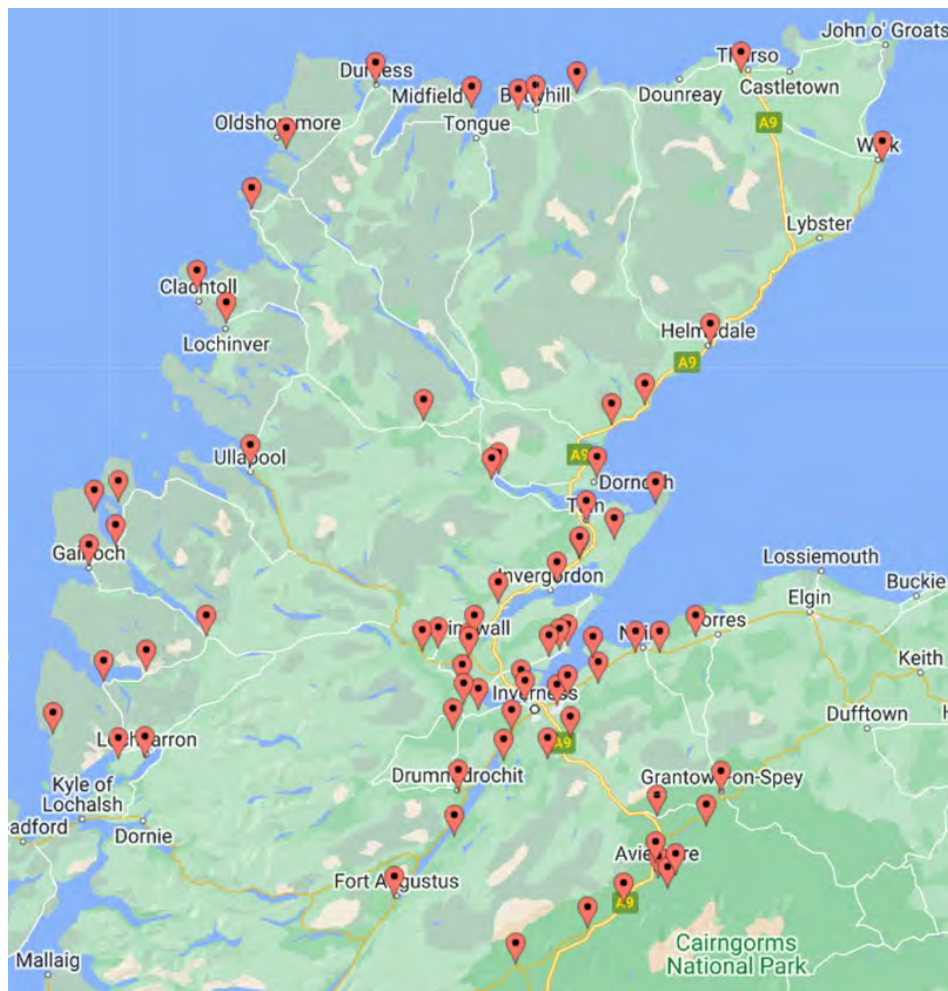 John o' Groats
Thurso
Durness
Castletown
Midfield
Bettyhill
Dounreay
Oldshoremore
Tongue
A9
Wick
Lybster
Clachtoll
Helmsdale
Lochinver
A9
Ullapool
A9
Dornoch
Tain
Gairloch
Invergordon
Lossiemouth
Buckie
Elgin
Dingwall
Forres
Nairn
Keith
Inverness
Dufftown
H
Lochcarron
A9
Drumnadrochit
Grantown-on-Spey
Kyle of
Lochalsh
eadford
Dornie
Aviemore
Fort Augustus
A9
Cairngorms
National Park
Mallaig